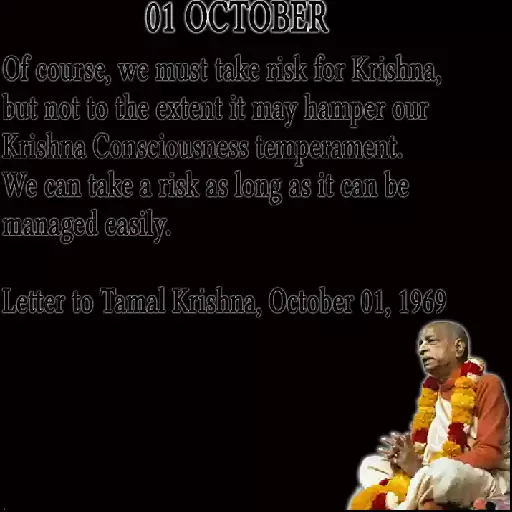 01 OCTOBER
Of course, we must take risk for Krishna,
but not to the extent it may hamper our
Krishna Consciousness temperament.
We can take a risk as long as it can be
managed easily.
Letter to Tamal Krishna, October 01, 1969